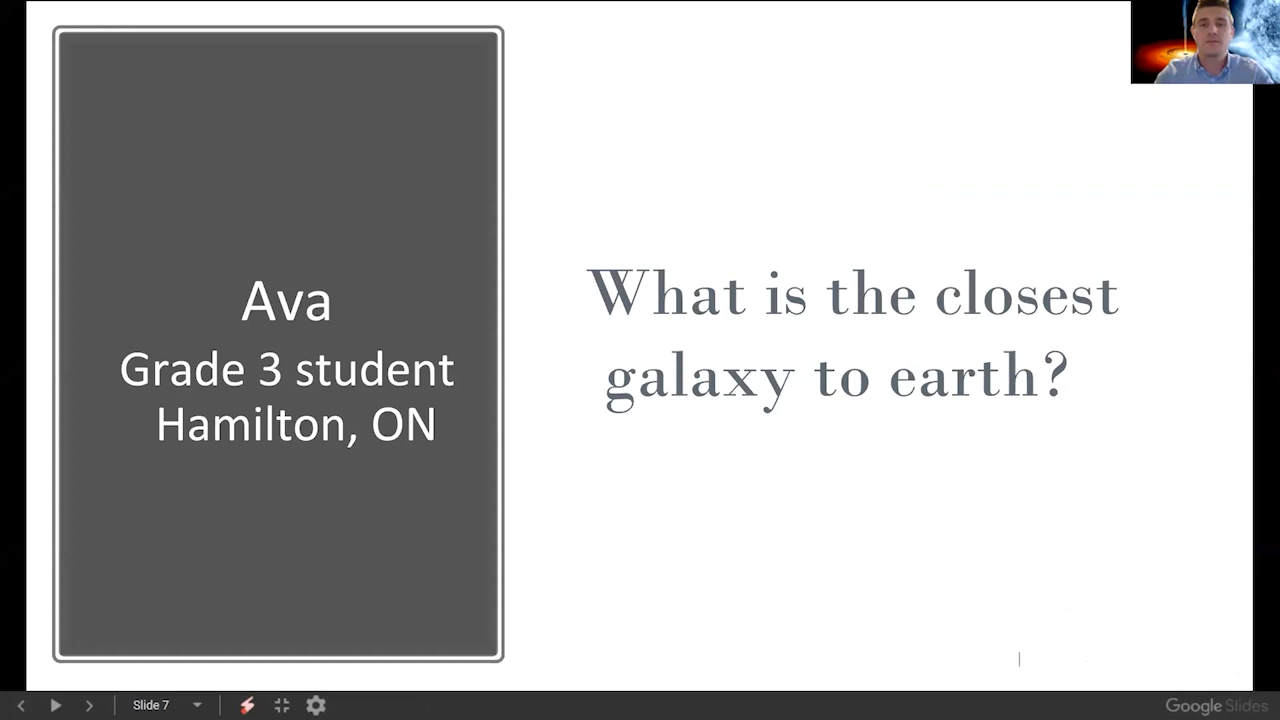 Ava
Grade 3 student
Hamilton, ON
What is the closest
galaxy to earth?
Slide 7
Google Slides